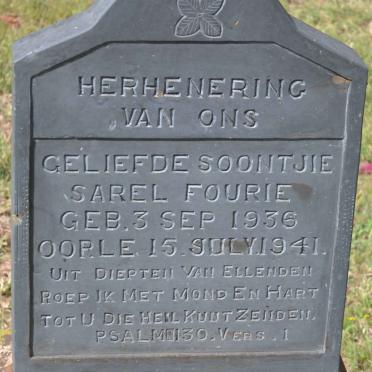 HERHENERING
VAN ONS
GELIEFDE SOONTJIE
SAREL FOURIE
GEB. 3 SEP 1936
OORLE. 15 JULY 1941.
UIT DIEPTEN VAN ELLENDEN
ROEP IK MET MOND EN HART
TOT U DIE HEIL KUNT ZENDEN.
PSALM 130. VERS. 1